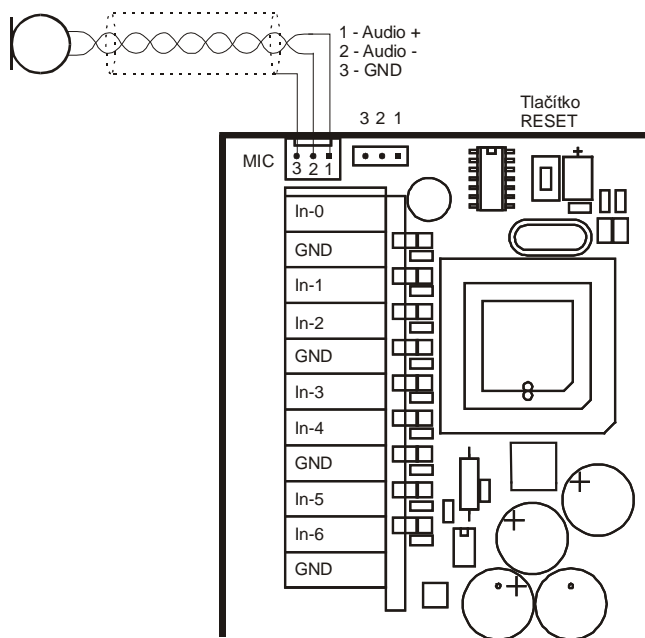 1 - Audio +
2 - Audio -
3 - GND
Tlačítko
RESET
3 2 1
MIC
3 2 1
In-0
GND
In-1
In-2
GND
In-3
In-4
GND
In-5
In-6
GND